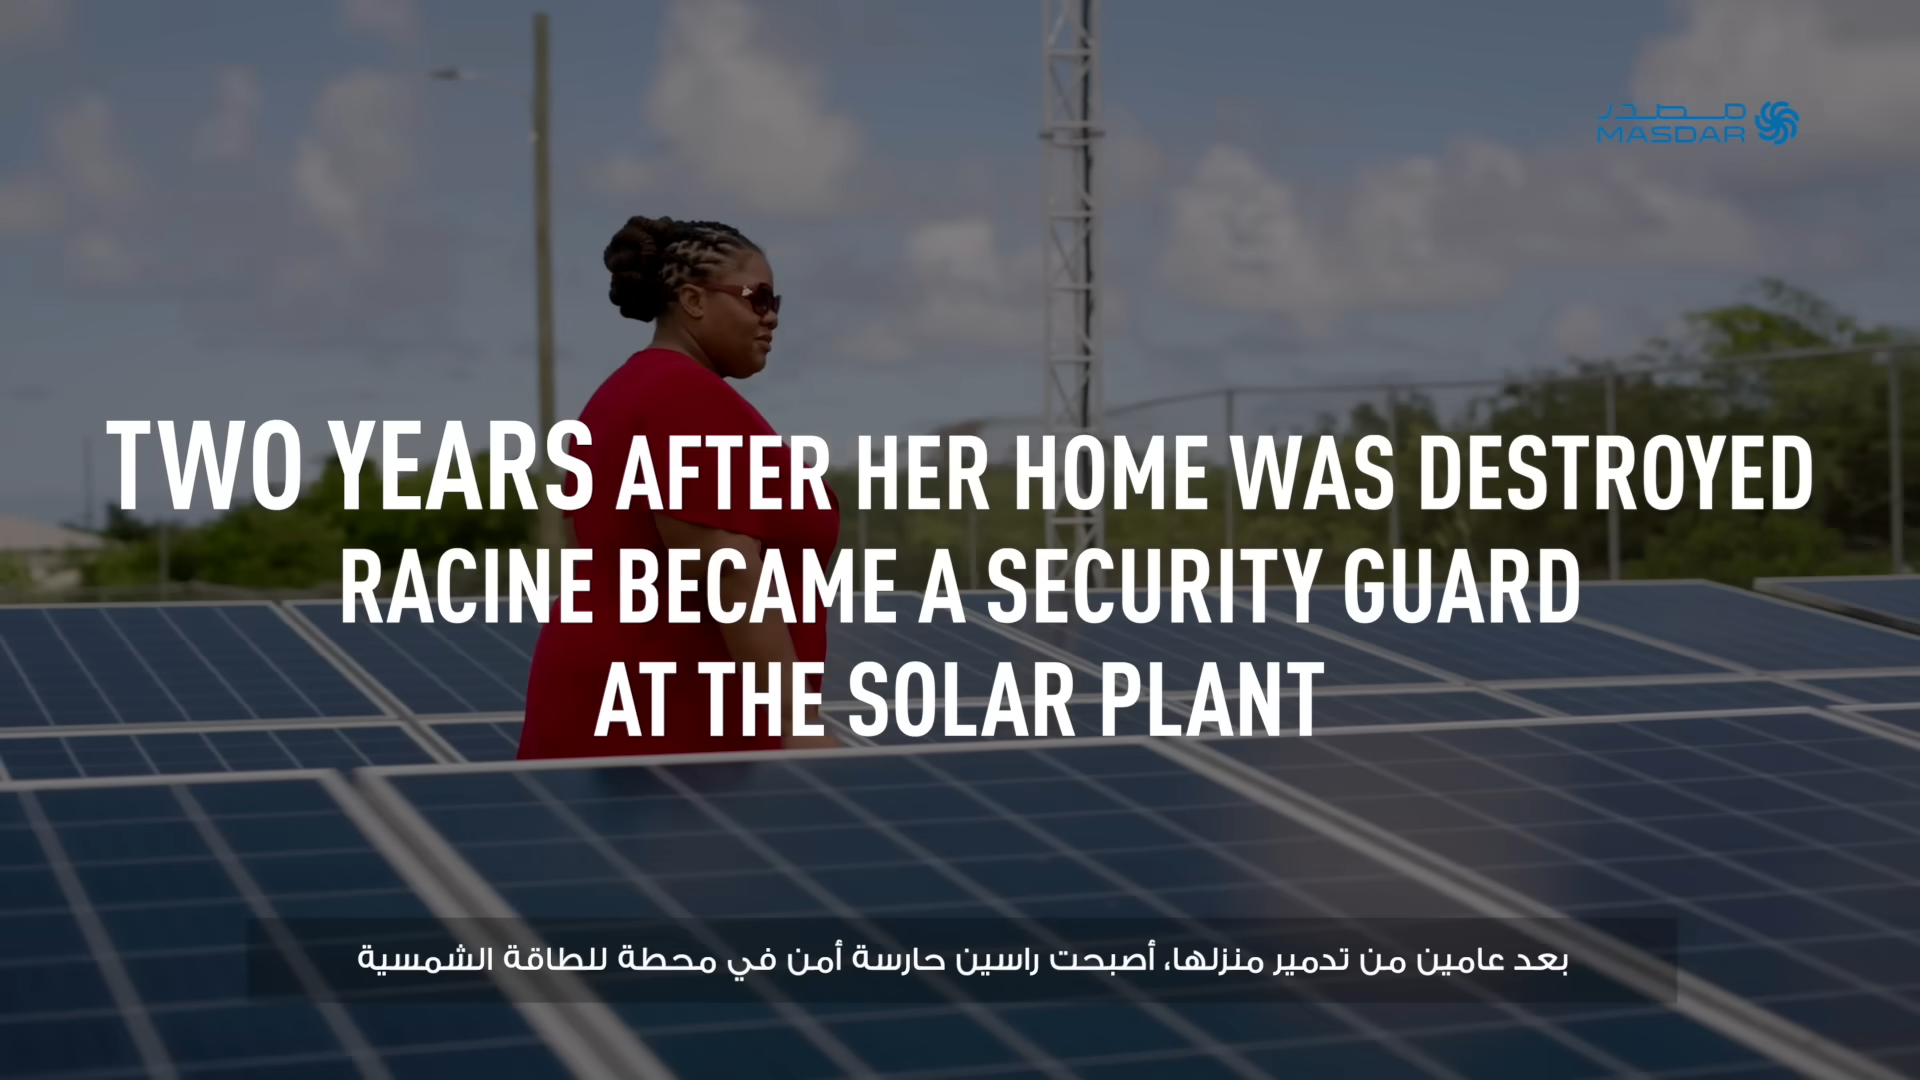 مصدر
MASDAR
TWO YEARS AFTER HER HOME WAS DESTROYED
RACINE BECAME A SECURITY GUARD
AT THE SOLAR PLANT
بعد عامين من تدمير منزلها، أصبحت راسين حارسة أمن في محطة للطاقة الشمسية